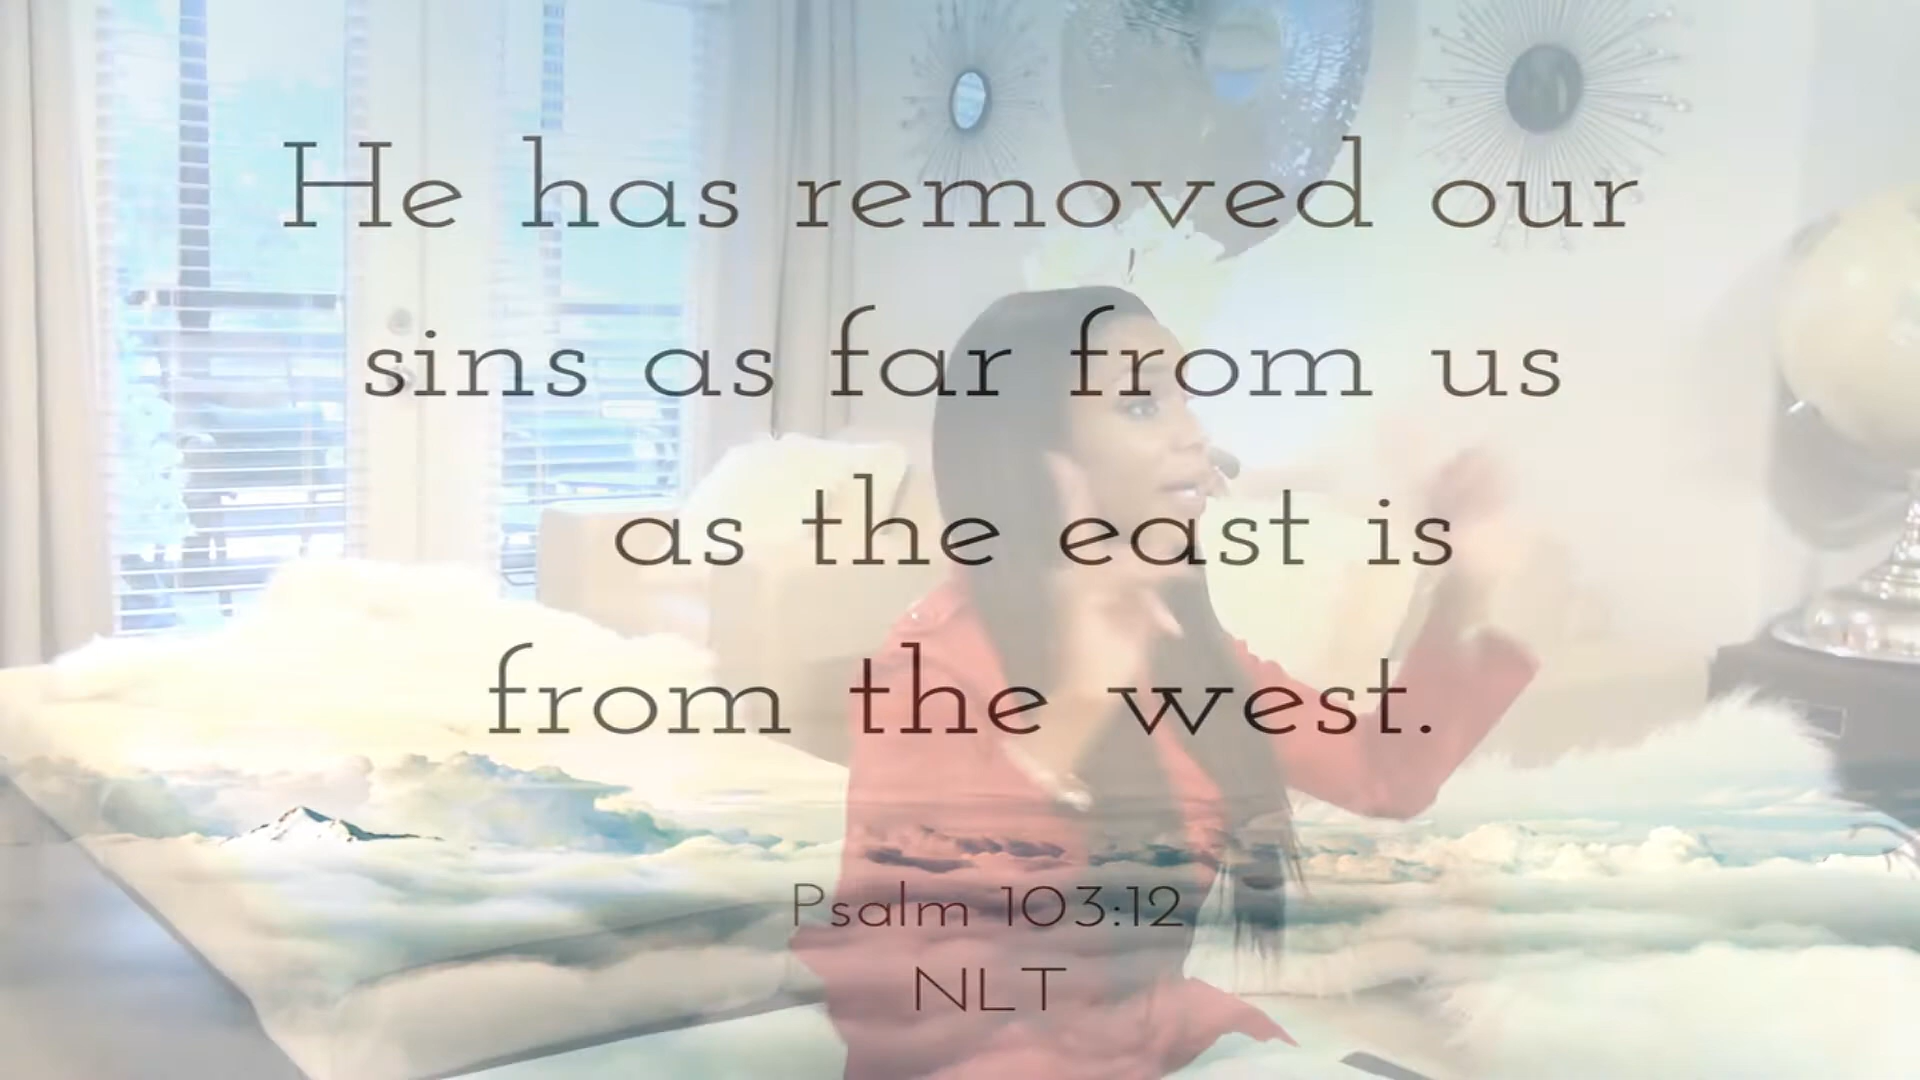 He has removed our
sins as far from us
as the east is
from the west.
Psalm 103:12
NLT